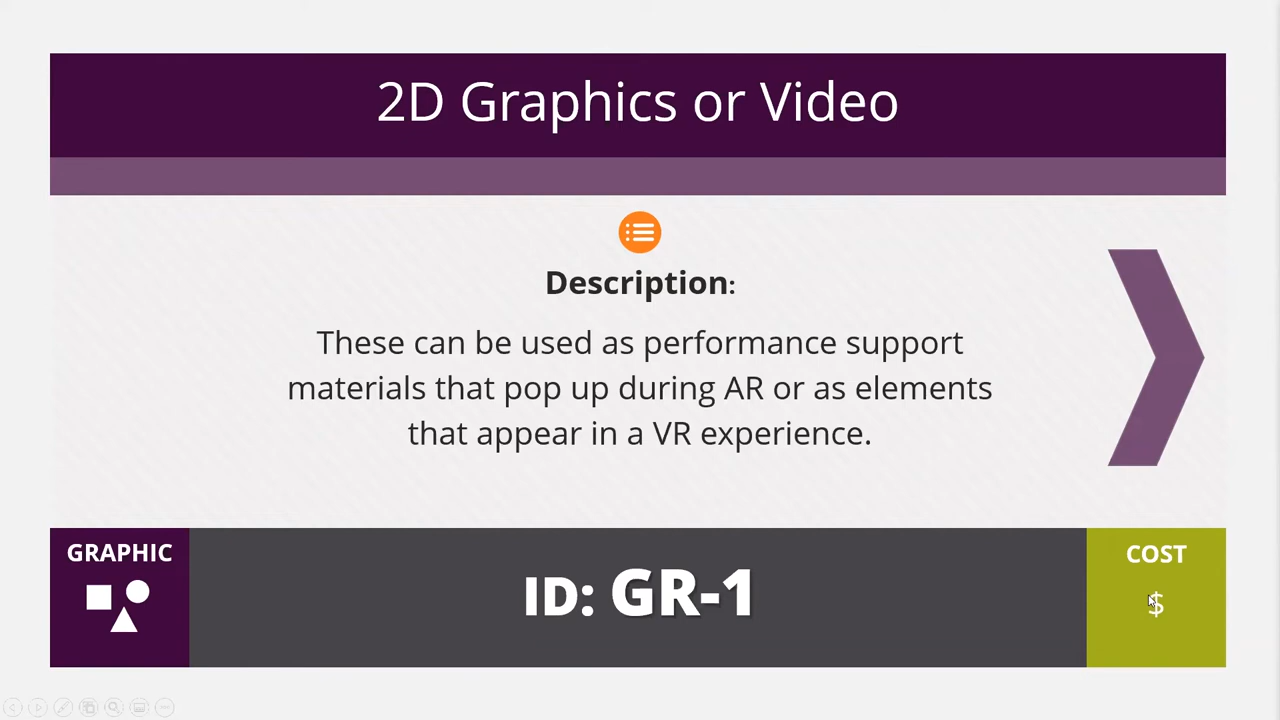 2D Graphics or Video
Description:
These can be used as performance support
materials that pop up during AR or as elements
that appear in a VR experience.
GRAPHIC
ID: GR-1
COST
$